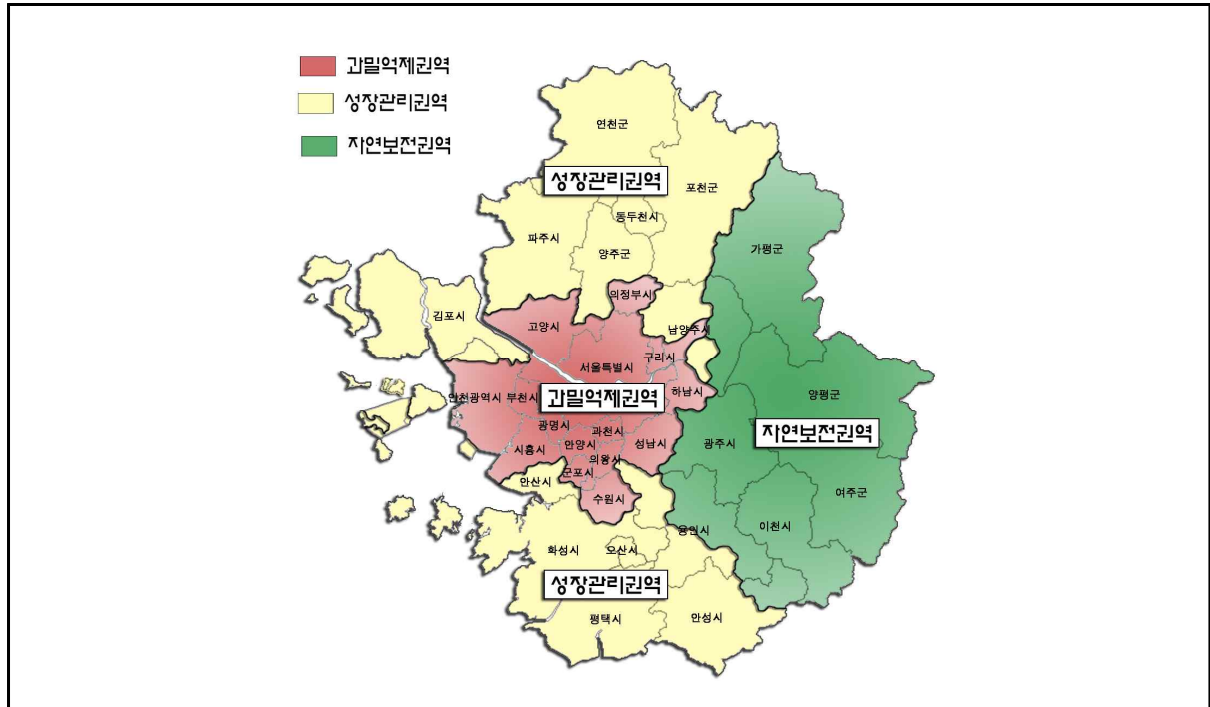 과밀억제권역
성장관리권역
자연보전권역
연천군
성장관리권역
포천군
동두천시
파주시
양주군
가평군
의정부시
김포시
고양시
남양주시
구리시
서울특별시
하남시
인천광역시
부천시
과밀억제권역
양평군
광명시
과천시
자연보전권역
시흥시
안양시
성남시
광주시
의왕시
군포시
안산시
수원시
여주군
이천시
용인시
화성시
오산시
성장관리권역
평택시
안성시